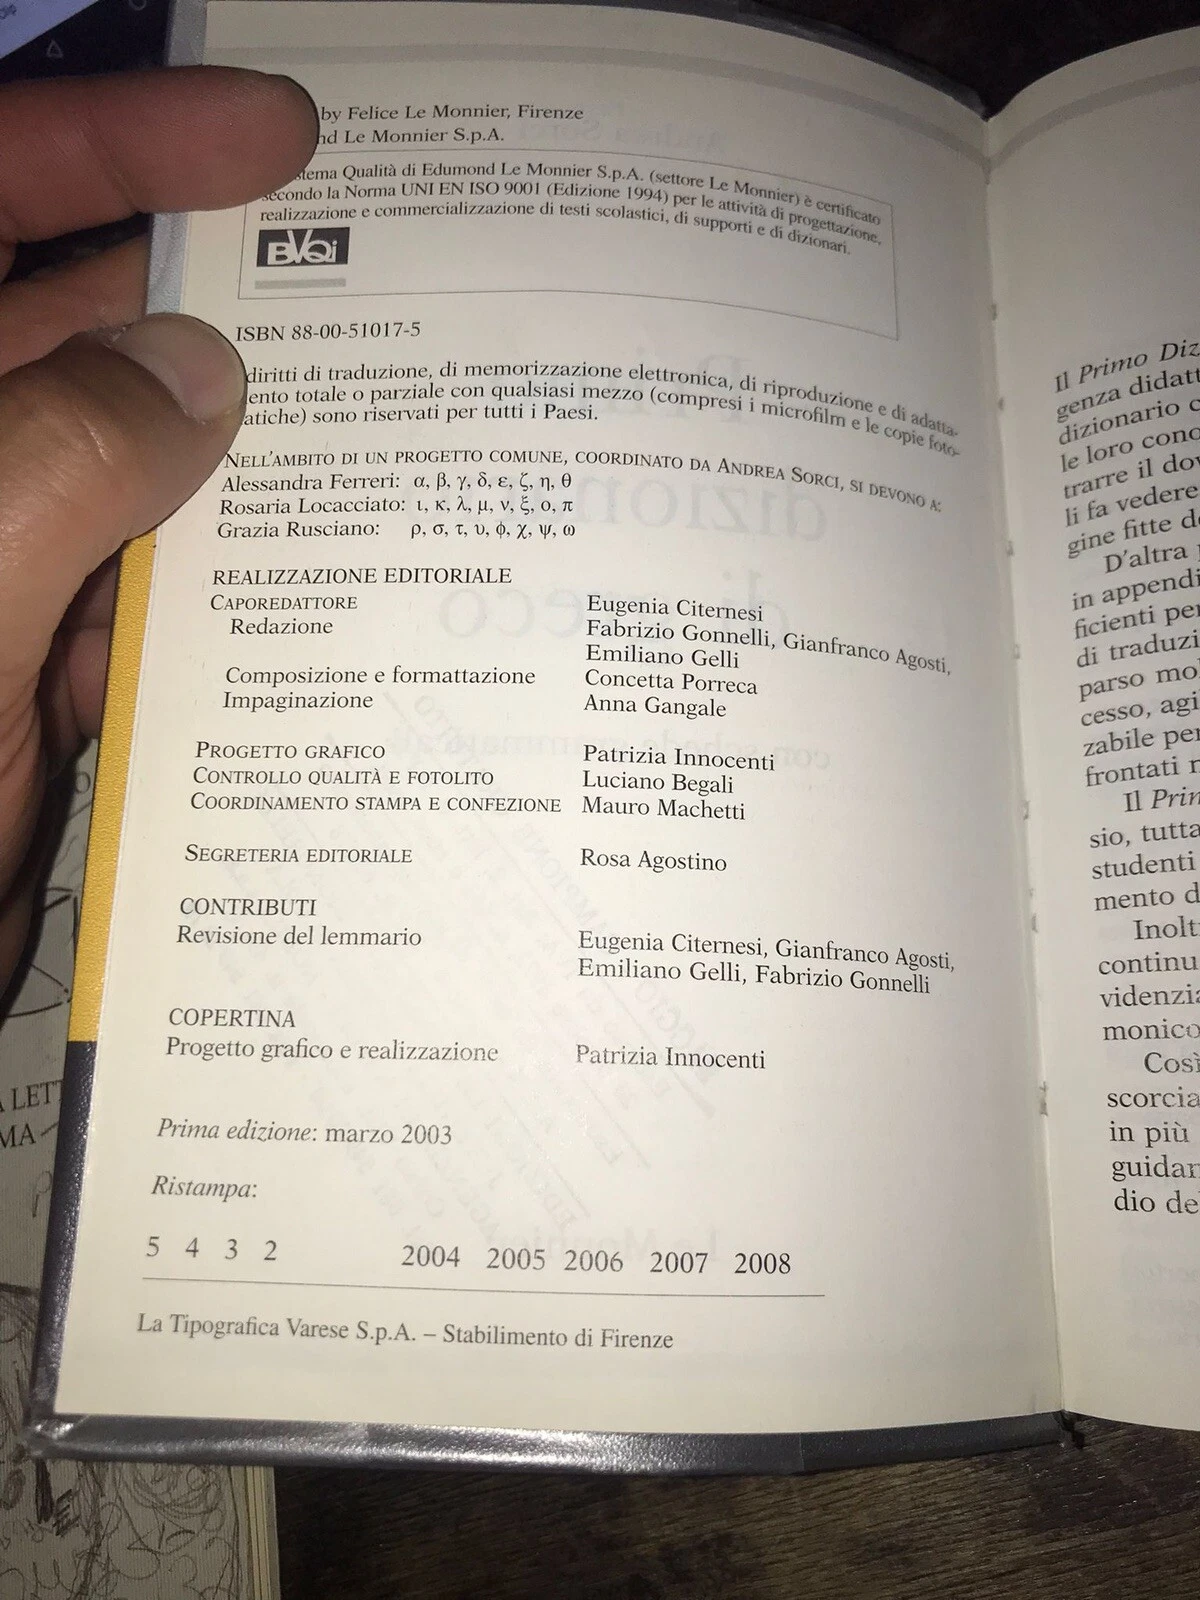 by Felice Le Monnier, Firenze
Le Monnier S.p.A.
Qualità di Edumond Le Monnier S.p.A. (settore Le Monnier) è certificato
secondo la Norma UNI EN ISO 9001 (Edizione 1994) per le attività di progettazione,
realizzazione e commercializzazione di testi scolastici, di supporti e di dizionari.
BVQi
ISBN 88-00-51017-5
diritti di traduzione, di memorizzazione elettronica, di riproduzione e di adatta-
ento totale o parziale con qualsiasi mezzo (compresi i microfilm e le copie foto-
atiche) sono riservati per tutti i Paesi.
NELL'AMBITO DI UN PROGETTO COMUNE, COORDINATO DA ANDREA SORCI, SI DEVONO A:
Alessandra Ferreri: α, β, γ, δ, ε, ζ, η, θ
Rosaria Locacciato: ι, κ, λ, μ, ν, ξ, ο, π
Grazia Rusciano: ρ, σ, τ, υ, φ, χ, ψ, ω
REALIZZAZIONE EDITORIALE
CAPOREDATTORE Eugenia Citernesi
Redazione Fabrizio Gonnelli, Gianfranco Agosti,
Emiliano Gelli
Composizione e formattazione Concetta Porreca
Impaginazione Anna Gangale
PROGETTO GRAFICO Patrizia Innocenti
CONTROLLO QUALITÀ E FOTOLITO Luciano Begali
COORDINAMENTO STAMPA E CONFEZIONE Mauro Machetti
SEGRETERIA EDITORIALE Rosa Agostino
CONTRIBUTI
Revisione del lemmario Eugenia Citernesi, Gianfranco Agosti,
Emiliano Gelli, Fabrizio Gonnelli
COPERTINA
Progetto grafico e realizzazione Patrizia Innocenti
Prima edizione: marzo 2003
Ristampa:
5 4 3 2 2004 2005 2006 2007 2008
La Tipografica Varese S.p.A. – Stabilimento di Firenze
Il Primo Diz
genza didatt
dizionario c
le loro cono
trarre il dov
li fa vedere
gine fitte d
D'altra
in appendi
ficienti per
di traduzi
parso mo
cesso, agi
zabile per
frontati n
Il Prin
sio, tutta
studenti
mento d
Inolt
continu
videnzia
monico
Così
scorcia
in più
guidar
dio de